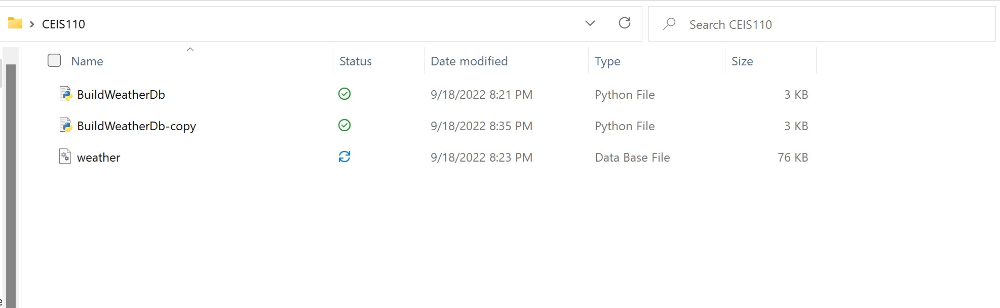 CEIS110 Search CEIS110
Name Status Date modified Type Size
BuildWeatherDb 9/18/2022 8:21 PM Python File 3 KB
BuildWeatherDb-copy 9/18/2022 8:35 PM Python File 3 KB
weather 9/18/2022 8:23 PM Data Base File 76 KB